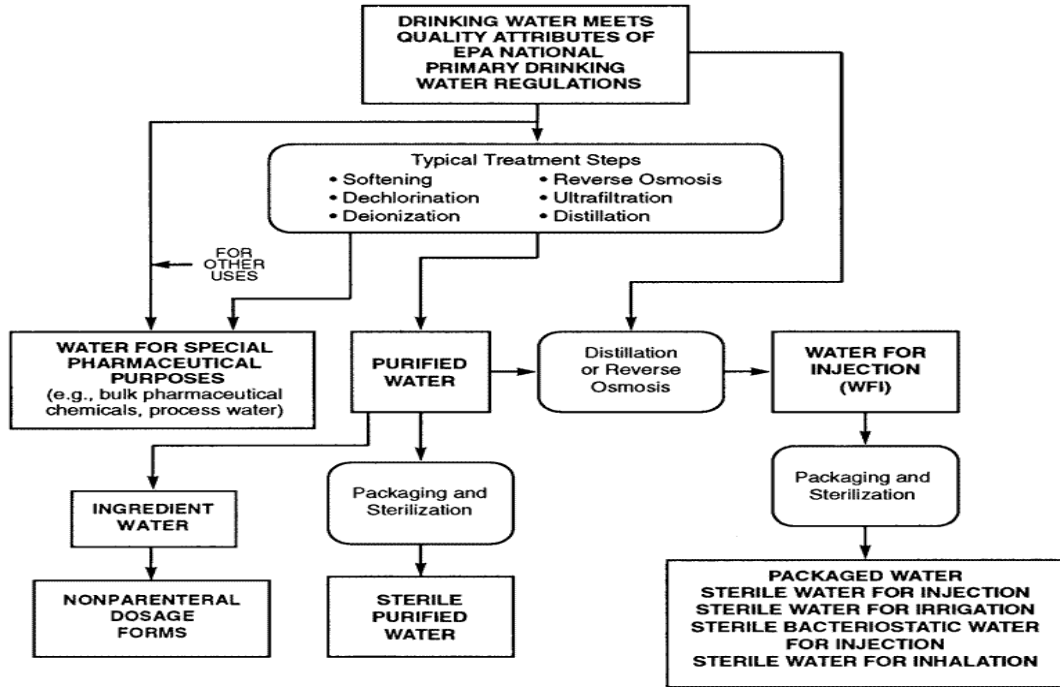 DRINKING WATER MEETS
QUALITY ATTRIBUTES OF
EPA NATIONAL
PRIMARY DRINKING
WATER REGULATIONS
Typical Treatment Steps
• Softening
• Dechlorination
• Deionization
• Reverse Osmosis
• Ultrafiltration
• Distillation
FOR
OTHER
USES
WATER FOR SPECIAL
PHARMACEUTICAL
PURPOSES
(e.g., bulk pharmaceutical
chemicals, process water)
PURIFIED
WATER
Distillation
or Reverse
Osmosis
WATER FOR
INJECTION
(WFI)
INGREDIENT
WATER
Packaging and
Sterilization
Packaging and
Sterilization
NONPARENTERAL
DOSAGE
FORMS
STERILE
PURIFIED
WATER
PACKAGED WATER
STERILE WATER FOR INJECTION
STERILE WATER FOR IRRIGATION
STERILE BACTERIOSTATIC WATER
FOR INJECTION
STERILE WATER FOR INHALATION